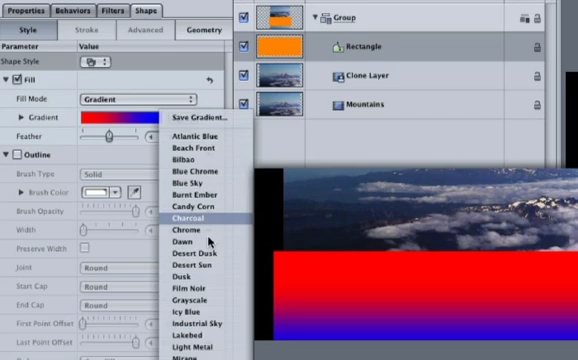 Properties Behaviors Filters Shape
Style Stroke Advanced Geometry
Parameter Value
Shape Style
Fill
Fill Mode Gradient
Gradient
Feather
Outline
Brush Type Solid
Brush Color
Brush Opacity
Width
Preserve Width
Joint Round
Start Cap Round
End Cap Round
First Point Offset
Last Point Offset
Save Gradient...
Atlantic Blue
Beach Front
Bilbao
Blue Chrome
Blue Sky
Burnt Ember
Candy Corn
Charcoal
Chrome
Dawn
Desert Dusk
Desert Sun
Dusk
Film Noir
Grayscale
Icy Blue
Industrial Sky
Lakebed
Light Metal
Mirage
Group
Rectangle
Clone Layer
Mountains